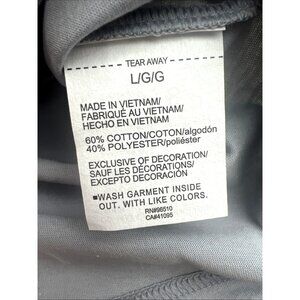 TEAR AWAY
L/G/G
MADE IN VIETNAM/
FABRIQUÉ AU VIETNAM/
HECHO EN VIETNAM
60% COTTON/COTON/algodón
40% POLYESTER/poliéster
EXCLUSIVE OF DECORATION/
SAUF LES DÉCORATIONS/
EXCEPTO DECORACIÓN
■WASH GARMENT INSIDE
OUT. WITH LIKE COLORS.
RN#96510
CA#41095